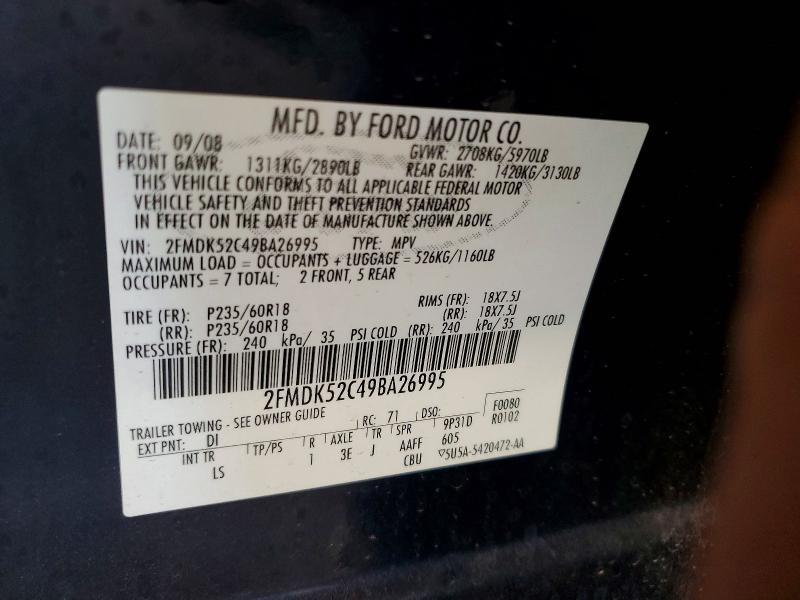 MFD. BY FORD MOTOR CO.
DATE: 09/08 GVWR: 2708KG/5970LB
FRONT GAWR: 1311KG/2890LB REAR GAWR: 1420KG/3130LB
THIS VEHICLE CONFORMS TO ALL APPLICABLE FEDERAL MOTOR
VEHICLE SAFETY AND THEFT PREVENTION STANDARDS
IN EFFECT ON THE DATE OF MANUFACTURE SHOWN ABOVE.
VIN: 2FMDK52C49BA26995 TYPE: MPV
MAXIMUM LOAD = OCCUPANTS + LUGGAGE = 526KG/1160LB
OCCUPANTS = 7 TOTAL; 2 FRONT, 5 REAR
TIRE (FR): P235/60R18 RIMS (FR): 18X7.5J
(RR): P235/60R18 (RR): 18X7.5J
PRESSURE (FR): 240 kPa/ 35 PSI COLD (RR): 240 kPa/ 35 PSI COLD
2FMDK52C49BA26995
TRAILER TOWING - SEE OWNER GUIDE RC: 71 DSO: F0080
EXT PNT: DI 9P31D R0102
INT TR TP/PS R AXLE TR SPR 605
LS 1 3E J AAFF
CBU ▽5U5A-5420472-AA